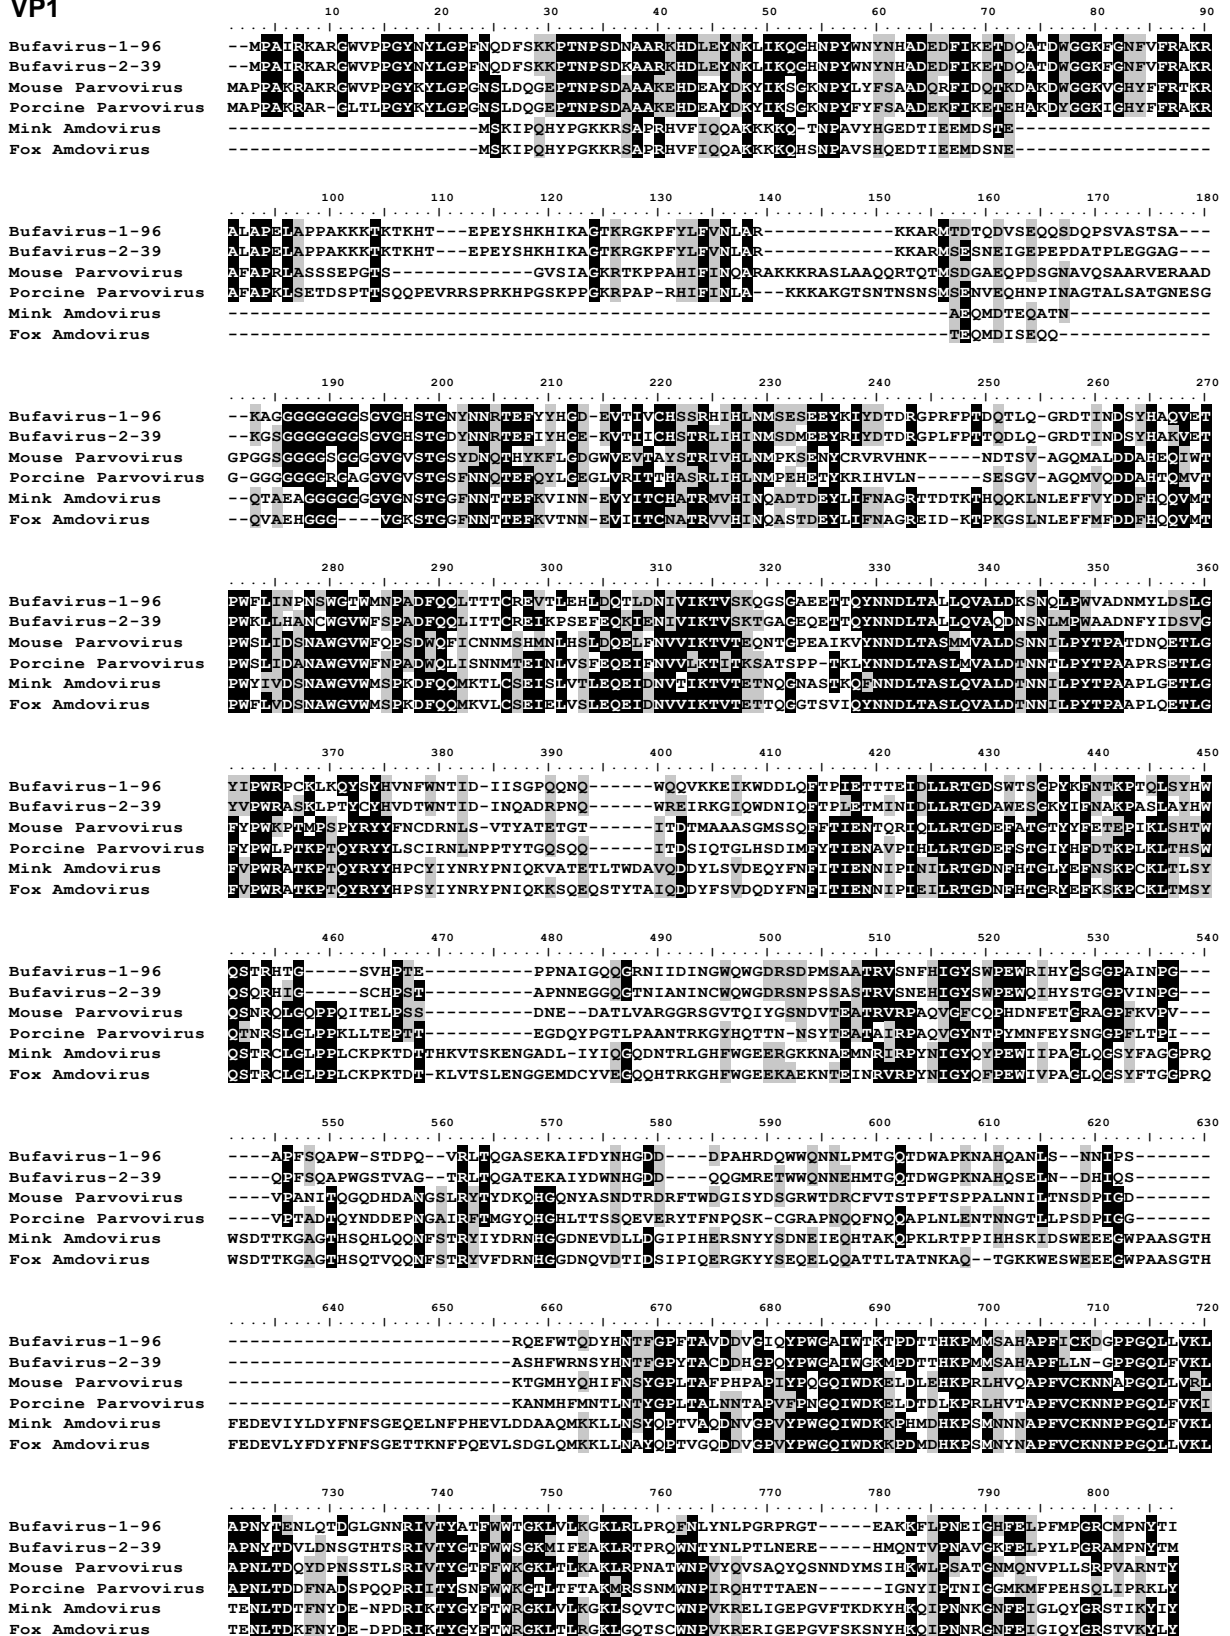 VP1
10 20 30 40 50 60 70 80 90
Bufavirus-1-96 --MPAIRKARGWVPPGYNYLGPFNQDFSKKPTNPSDNAARKHDLEYNKLIKQGHNPYWNYNHADEDFIKETDQATDWGGKFGNFVFRAKR
Bufavirus-2-39 --MPAIRKARGWVPPGYNYLGPFNQDFSKKPTNPSDKAARKHDLEYNKLIKQGHNPYWNYNHADEDFIKETDQATDWGGKFGNFVFRAKR
Mouse Parvovirus MAPPAKRAKRGWVPPGYKYLGPGNSLDQGEPTNPSDAAAKEHDEAYDKYIKSGKNPYLYFSAADQRFIDQTKDAKDWGGKVGHYFFRTKR
Porcine Parvovirus MAPPAKRAR-GLTLPGYKYLGPGNSLDQGEPTNPSDAAAKEHDEAYDKYIKSGKNPYFYFSAADEKFIKETEHAKDYGGKIGHYFFRAKR
Mink Amdovirus -----------------------MSKIPQHYPGKKRSAPRHVFIQQAKKKKQ-TNPAVYHGEDTIEEMDSTE------------------
Fox Amdovirus -----------------------MSKIPQHYPGKKRSAPRHVFIQQAKKKKQHSNPAVSHQEDTIEEMDSNE------------------
100 110 120 130 140 150 160 170 180
Bufavirus-1-96 ALAPELAPPAKKKTKTKHT---EPEYSHKHIKAGTKRGKPFYLFVNLAR------------KKARMTDTQDVSEQQSDQPSVASTSA---
Bufavirus-2-39 ALAPELAPPAKKKTKTKHT---EPEYSHKHIKAGTKRGKPFYLFVNLAR------------KKARMSESNEIGEPEPDATPLEGGAG---
Mouse Parvovirus AFAPRLASSSEPGTS------------GVSIAGKRTKPPAHIFINQARAKKKRASLAAQQRTQTMSDGAEQPDSGNAVQSAARVERAAD
Porcine Parvovirus AFAPKLSETDSPTTSQQPEVRRSPRKHPGSKPPGKRPAP-RHIFINLA---KKKAKGTSNTNSNSMSENVEQHNPINAGTALSATGNESG
Mink Amdovirus ------------------------------------------------------------------AEQMDTEQATN-------------
Fox Amdovirus ------------------------------------------------------------------TEQMDISEQQ--------------
190 200 210 220 230 240 250 260 270
Bufavirus-1-96 --KAGGGGGGGGSGVGHSTGNYNNRTEFYYHGD-EVTIVCHSSRHIHLNMSESEEYKIYDTDRGPRFPTDQTLQ-GRDTINDSYHAQVET
Bufavirus-2-39 --KGSGGGGGGGSGVGHSTGDYNNRTEFIYHGE-KVTIICHSTRLIHINMSDMEEYRIYDTDRGPLFPTTQDLQ-GRDTINDSYHAKVET
Mouse Parvovirus GPGGSGGGGSGGGGVGVSTGSYDNQTHYKFLGDGWVEVTAYSTRIVHLNMPKSENYCRVRVHNK-----NDTSV-AGQMALDDAHEQIWT
Porcine Parvovirus G-GGGGGGRGAGGVGVSTGSFNNQTEFQYLGEGLVRITTHASRLIHLNMPEHETYKRIHVLN------SESGV-AGQMVQDDAHTQMVT
Mink Amdovirus --QTAEAGGGGGGGVGNSTGGFNNTTEFKVINN-EVYITCHATRMVHINQADTDEYLIFNAGRTTDTKTHQQKLNLEFFVYDDFHQQVMT
Fox Amdovirus --QVAEHGGG----VGKSTGGFNNTTEFKVTNN-EVIITCNATRVVHINQASTDEYLIFNAGREID-KTPKGSLNLEFFMFDDFHQQVMT
280 290 300 310 320 330 340 350 360
Bufavirus-1-96 PWFLINPNSWGTWMNPADFQQLTTTCREVTLEHLDQTLDNIVIKTVSKQGSGAEETTQYNNDLTALLQVALDKSNQLPWVADNMYLDSLG
Bufavirus-2-39 PWKLLHANCWGVWFSPADFQQLITTCREIKPSEFEQKIENIVIKTVSKTGAGEQETTQYNNDLTALLQVAQDNSNLMPWAADNFYIDSVG
Mouse Parvovirus PWSLIDSNAWGVWFQPSDWQFICNNMSHMNLHSLDQELFNVVIKTVTEQNTGPEAIKVYNNDLTASMMVALDSNNILPYTPATDNQETLG
Porcine Parvovirus PWSLIDANAWGVWFNPADWQLISNNMTEINLVSFEQEIFNVVLKTITKSATSPP-TKLYNNDLTASLMVALDTNNTLPYTPAAPRSETLG
Mink Amdovirus PWYIVDSNAWGVWMSPKDFQQMKTLCSEISLVTLEQEIDNVTIKTVTETNQGNASTKQFNNDLTASLQVALDTNNILPYTPAAPLGETLG
Fox Amdovirus PWFLVDSNAWGVWMSPKDFQQMKVLCSEIELVSLEQEIDNVVIKTVTETTQGGTSVIQYNNDLTASLQVALDTNNILPYTPAAPLQETLG
370 380 390 400 410 420 430 440 450
Bufavirus-1-96 YIPWRPCKLKQYSYHVNFWNTID-IISGPQQNQ------WQQVKKEIKWDDLQFTPIETTTEIDLLRTGDSWTSGPYKFNTKPTQLSYHW
Bufavirus-2-39 YVPWRASKLPTYCYHVDTWNTID-INQADRPNQ------WREIRKGIQWDNIQFTPLETMINIDLLRTGDAWESGKYIFNAKPASLAYHW
Mouse Parvovirus FYPWKPTMPSPYRYYFNCDRNLS-VTYATETGT------ITDTMAAASGMSSQFFTIENTQRIQLLRTGDEFATGTYYFETEPIKLSHTW
Porcine Parvovirus FYPWLPTKPTQYRYYLSCIRNLNPPTYTGQSQQ------ITDSIQTGLHSDIMFYTIENAVPIHLLRTGDEFSTGIYHFDTKPLKLTHSW
Mink Amdovirus FVPWRATKPTQYRYYHPCYIYNRYPNIQKVATETLTWDAVQDDYLSVDEQYFNFITIENNIPINILRTGDNFHTGLYEFNSKPCKLTLSY
Fox Amdovirus FVPWRATKPTQYRYYHPSYIYNRYPNIQKKSQEQSTYTAIQDDYFSVDQDYFNFITIENNIPIEILRTGDNFHTGRYEFKSKPCKLTMSY
460 470 480 490 500 510 520 530 540
Bufavirus-1-96 QSTRHTG-----SVHPTE----------PPNAIGQQGRNIIDINGWQWGDRSDPMSAATRVSNFHIGYSWPEWRIHYGSGGPAINPG---
Bufavirus-2-39 QSQRHIG-----SCHPST----------APNNEGGQGTNIANINCWQWGDRSNPSSASTRVSNEHIGYSWPEWQIHYSTGGPVINPG---
Mouse Parvovirus QSNRQLGQPPQITELPSS---------DNE--DATLVARGGRSGVTQIYGSNDVTEATRVRPAQVGFCQPHDNFETGRAGPFKVPV---
Porcine Parvovirus QTNRSLGLPPKLLTEPTT----------EGDQYPGTLPAANTRKGYHQTTN-NSYTEATAIRPAQVGYNTPYMNFEYSNGGPFLTPI---
Mink Amdovirus QSTRCLGLPPLCKPKTDTTHKVTSKENGADL-IYIQGQDNTRLGHFWGEERGKKNAEMNRIRPYNIGYQYPEWIIPAGLQGSYFAGGPRQ
Fox Amdovirus QSTRCLGLPPLCKPKTDT-KLVTSLENGGEMDCYVEGQQHTRKGHFWGEEKAEKNTEINRVRPYNIGYQFPEWIVPAGLQGSYFTGGPRQ
550 560 570 580 590 600 610 620 630
Bufavirus-1-96 ----APFSQAPW-STDPQ--VRLTQGASEKAIFDYNHGDD----DPAHRDQWWQNNLPMTGQTDWAPKNAHQANLS--NNIPS-------
Bufavirus-2-39 ----QPFSQAPWGSTVAG--TRLTQGATEKAIYDWNHGDD----QQGMRETWWQNNEHMTGQTDWGPKNAHQSELN--DHIQS-------
Mouse Parvovirus ----VPANITQGQDHDANGSLRYTYDKQHGQNYASNDTRDRFTWDGISYDSGRWTDRCFVTSTPFTSPPALNNILTNSDPIGD-------
Porcine Parvovirus ----VPTADTQYNDDEPNGAIRFTMGYQHGHLTTSSQEVERYTFNPQSK-CGRAPNQQFNQQAPLNLENTNNGTLLPSDPIGG-------
Mink Amdovirus WSDTTKGAGTHSQHLQQNFSTRYIYDRNHGGDNEVDLLDGIPIHERSNYYSDNEIEQHTAKQPKLRTPPIHHSKIDSWEEEGWPAASGTH
Fox Amdovirus WSDTTKGAGTHSQTVQQNFSTRYVFDRNHGGDNQVDTIDSIPIQERGKYYSEQELQQATTLTATNKAQ--TGKKWESWEEEGWPAASGTH
640 650 660 670 680 690 700 710 720
Bufavirus-1-96 --------------------------RQEFWTQDYHNTFGPFTAVDDVGIQYPWGAIWTKTPDTTHKPMMSAHAPFICKDGPPGQLLVKL
Bufavirus-2-39 --------------------------ASHFWRNSYHNTFGPYTACDDHGPQYPWGAIWGKMPDTTHKPMMSAHAPFLLN-GPPGQLFVKL
Mouse Parvovirus --------------------------KTGMHYQHIFNSYGPLTAFPHPAPIYPQGQIWDKELDLEHKPRLHVQAPFVCKNNAPGQLLVRL
Porcine Parvovirus --------------------------KANMHFMNTLNTYGPLTALNNTAPVFPNGQIWDKELDTDLKPRLHVTAPFVCKNNPPGQLFVKI
Mink Amdovirus FEDEVIYLDYFNFSGEQELNFPHEVLDDAAQMKKLLNSYQPTVAQDNVGPVYPWGQIWDKKPHMDHKPSMNNNAPFVCKNNPPGQLLVKL
Fox Amdovirus FEDEVLYFDYFNFSGETTKNFPQEVLSDGLQMKKLLNAYQPTVGQDDVGPVYPWGQIWDKKPDMDHKPSMNYNAPFVCKNNPPGQLLVKL
730 740 750 760 770 780 790 800
Bufavirus-1-96 APNYTENLQTDGLGNNRIVTYATFWWTGKLVLKGKLRLPRQFNLYNLPGRPRGT-----EAKKFLPNEIGHFELPFMPGRCMPNYTI
Bufavirus-2-39 APNYTDVLDNSGTHTSRIVTYGTFWWSGKMIFEAKLRTPRQWNTYNLPTLNERE-----HMQNTVPNAVGKFELPYLPGRAMPNYTM
Mouse Parvovirus APNLTDQYDPNSSTLSRIVTYGTFFWKGKLTLKAKLRPNATWNPVYQVSAQYQSNNDYMSIHKWLPSATGNMQNVPLLSRPVARNTY
Porcine Parvovirus APNLTDDFNADSPQQPRIITYSNFWWKGTLTFTAKMRSSNMWNPIRQHTTTAEN-------IGNYIPTNIGGMKMFPEHSQLIPRKLY
Mink Amdovirus TENLTDTFNYDE-NPDRIKTYGYFTWRGKLVLKGKLSQVTCWNPVKRELIGEPGVFTKDKYHKQIPNNKGNFEIGLQYGRSTIKYIY
Fox Amdovirus TENLTDKFNYDE-DPDRIKTYGYFTWRGKLTLRGKLGQTSCWNPVKRERIGEPGVFSKSNYHKQIPNNRGNFEIGIQYGRSTVKYLY